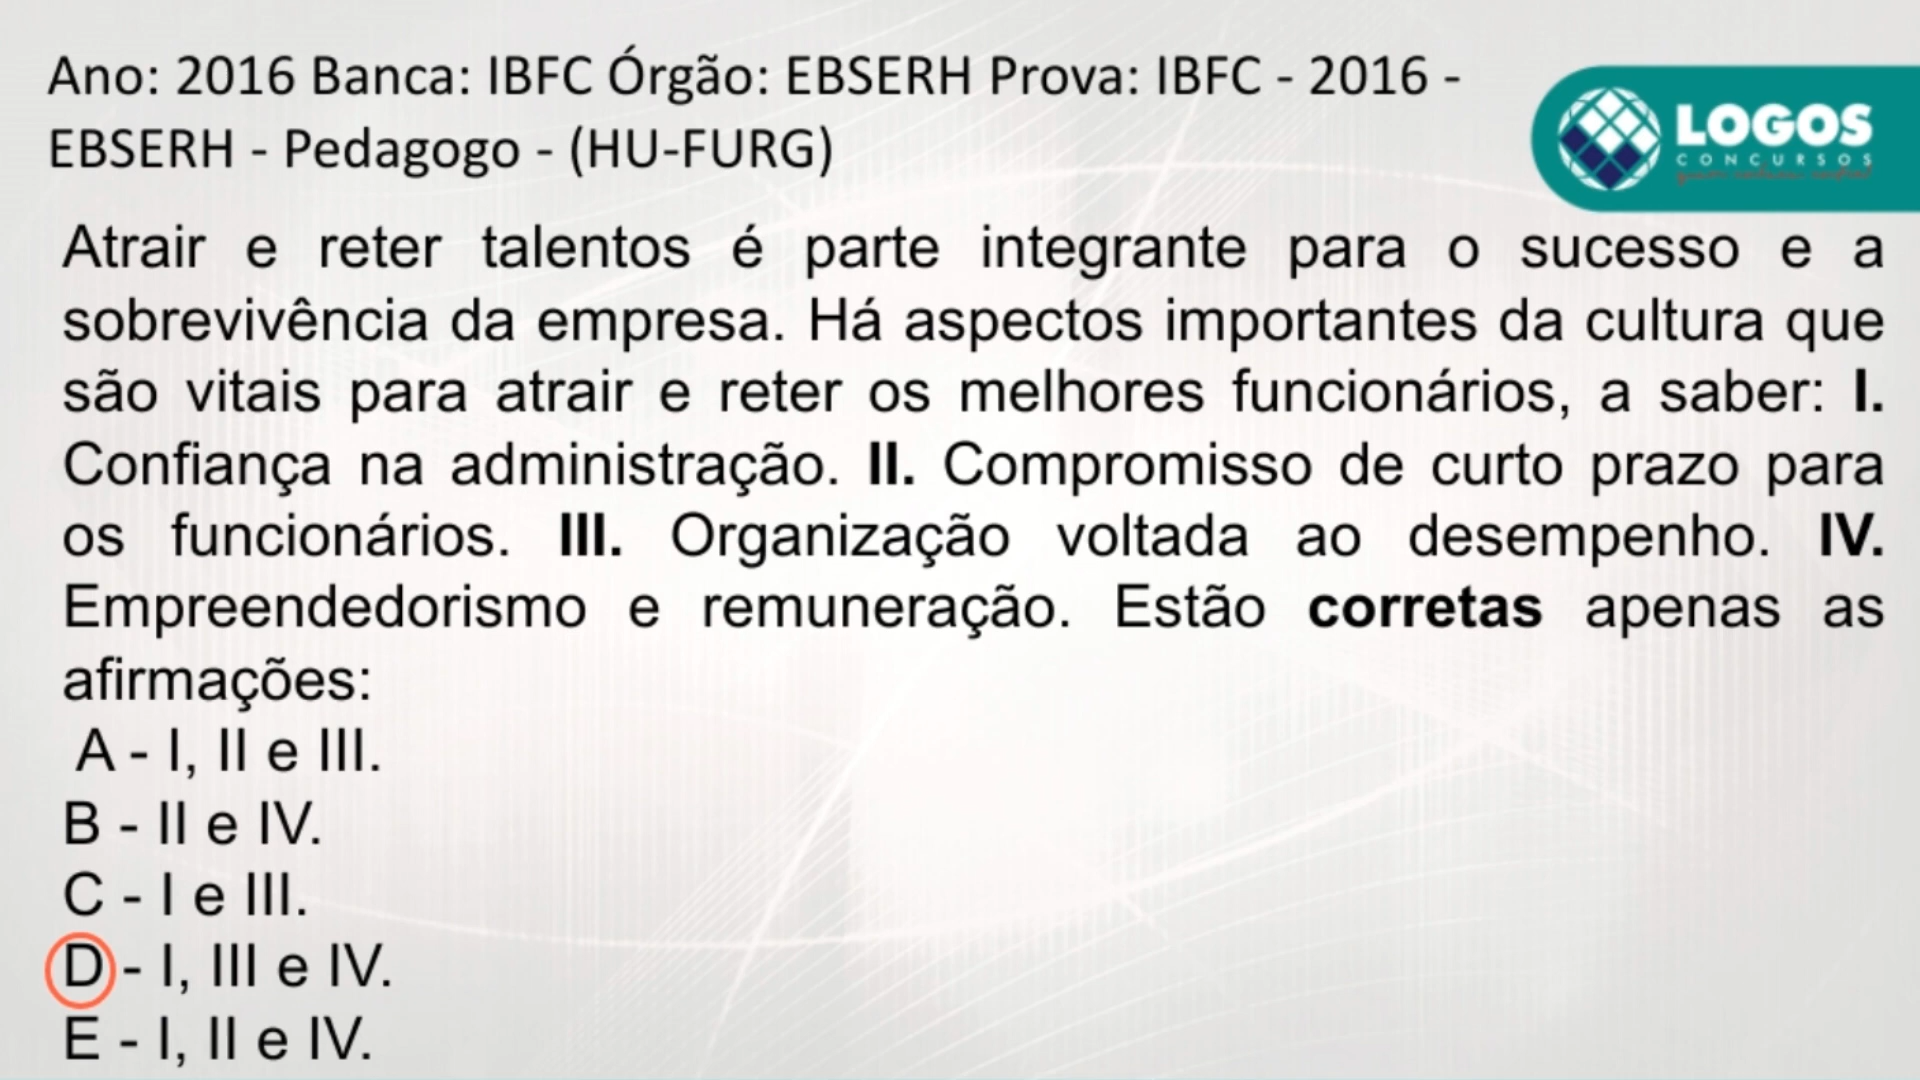 Ano: 2016 Banca: IBFC Órgão: EBSERH Prova: IBFC - 2016 -
EBSERH - Pedagogo - (HU-FURG)
LOGOS
CONCURSOS
Atrair e reter talentos é parte integrante para o sucesso e a
sobrevivência da empresa. Há aspectos importantes da cultura que
são vitais para atrair e reter os melhores funcionários, a saber: I.
Confiança na administração. II. Compromisso de curto prazo para
os funcionários. III. Organização voltada ao desempenho. IV.
Empreendedorismo e remuneração. Estão corretas apenas as
afirmações:
A - I, II e III.
B - II e IV.
C - I e III.
D - I, III e IV.
E - I, II e IV.